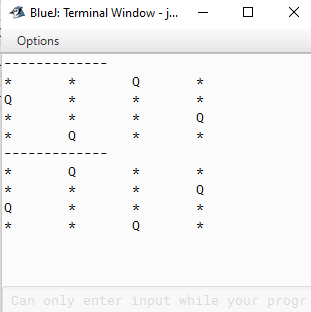 BlueJ: Terminal Window - j...
Options
-------------
*       *       Q       *
Q       *       *       *
*       *       *       Q
*       Q       *       *
-------------
*       Q       *       *
*       *       *       Q
Q       *       *       *
*       *       Q       *
Can only enter input while your progr